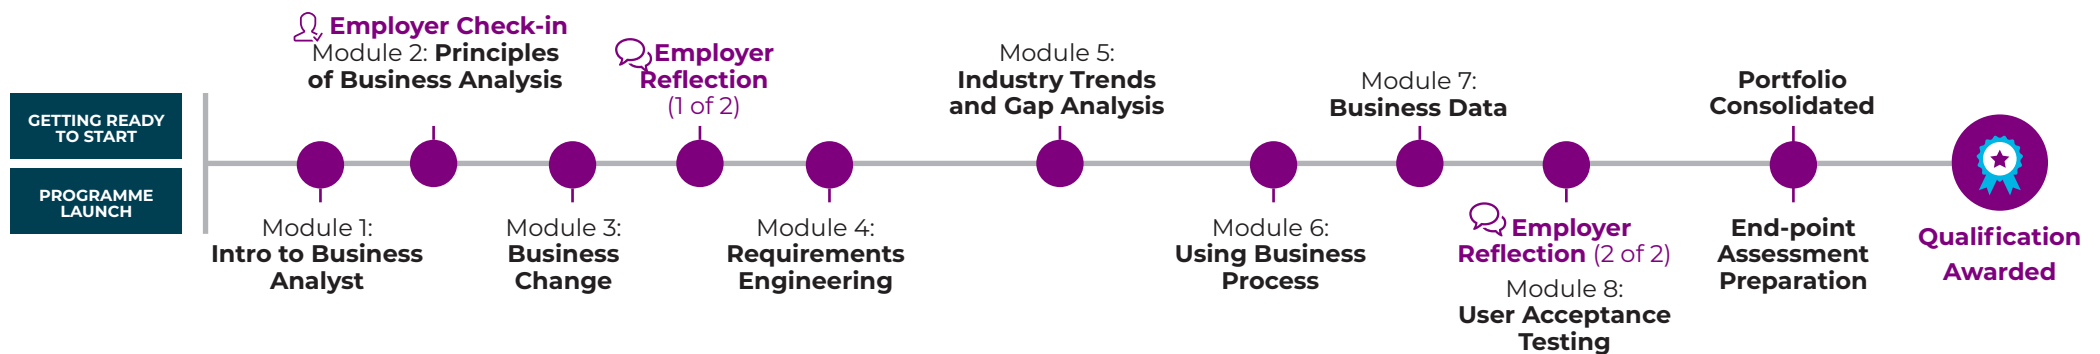 GETTING READY
TO START
PROGRAMME
LAUNCH
Module 1:
Intro to Business
Analyst
Employer Check-in
Module 2: Principles
of Business Analysis
Module 3:
Business
Change
Employer
Reflection
(1 of 2)
Module 4:
Requirements
Engineering
Module 5:
Industry Trends
and Gap Analysis
Module 6:
Using Business
Process
Module 7:
Business Data
Employer
Reflection (2 of 2)
Module 8:
User Acceptance
Testing
Portfolio
Consolidated
End-point
Assessment
Preparation
Qualification
Awarded